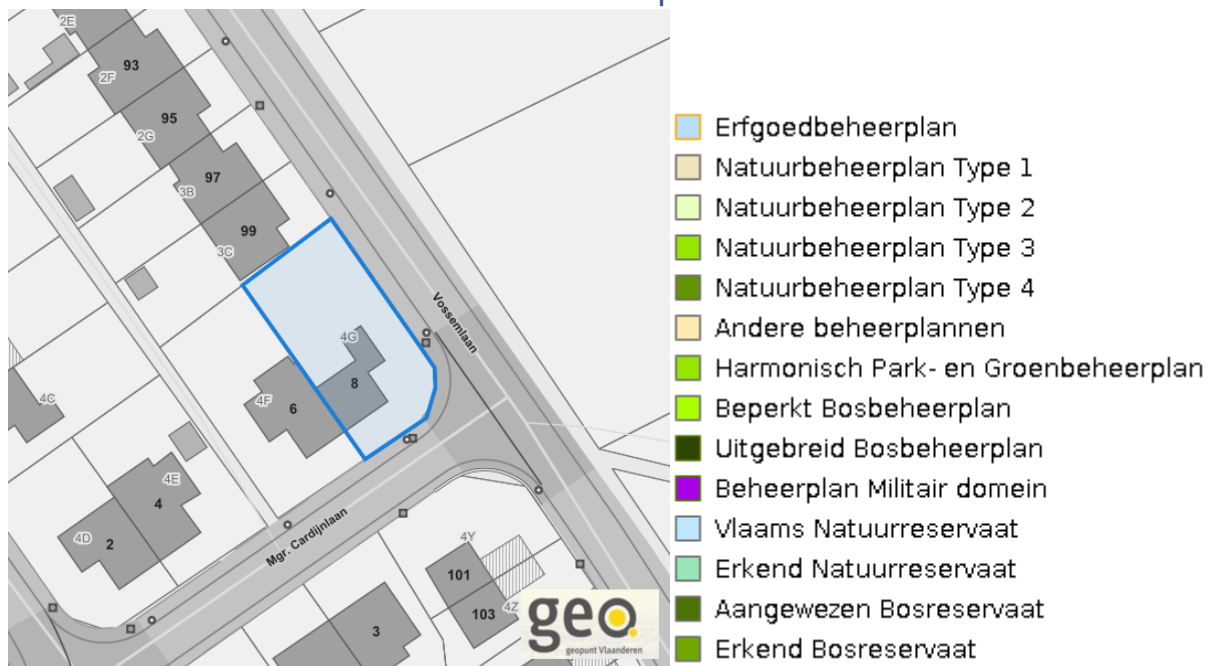 2E
93
2F
95
2G
97
3B
99
3C
Vossemlaan
4G
8
4F
6
4C
4E
4
4D
2
Mgr. Cardijnlaan
4Y
101
103
4Z
3
geo.
geopunt Vlaanderen
Erfgoedbeheerplan
Natuurbeheerplan Type 1
Natuurbeheerplan Type 2
Natuurbeheerplan Type 3
Natuurbeheerplan Type 4
Andere beheerplannen
Harmonisch Park- en Groenbeheerplan
Beperkt Bosbeheerplan
Uitgebreid Bosbeheerplan
Beheerplan Militair domein
Vlaams Natuurreservaat
Erkend Natuurreservaat
Aangewezen Bosreservaat
Erkend Bosreservaat